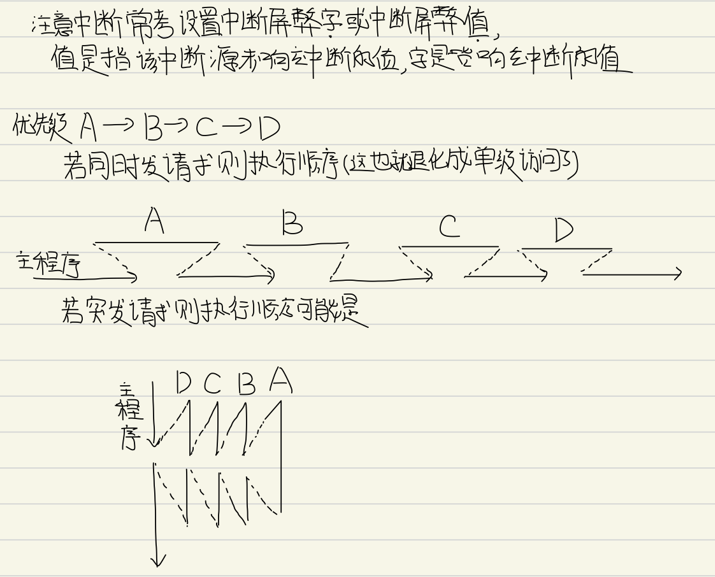 注意中断常考设置中断屏蔽字或中断屏蔽值,
值是指该中断源未响应中断的值,字是響响应中断的值
优先级 A→B→C→D
若同时发请求则执行顺序(这也就退化成单级访问了)
A B C D
主程序
若突发请求则执行顺序可能是
D C B A
主程序